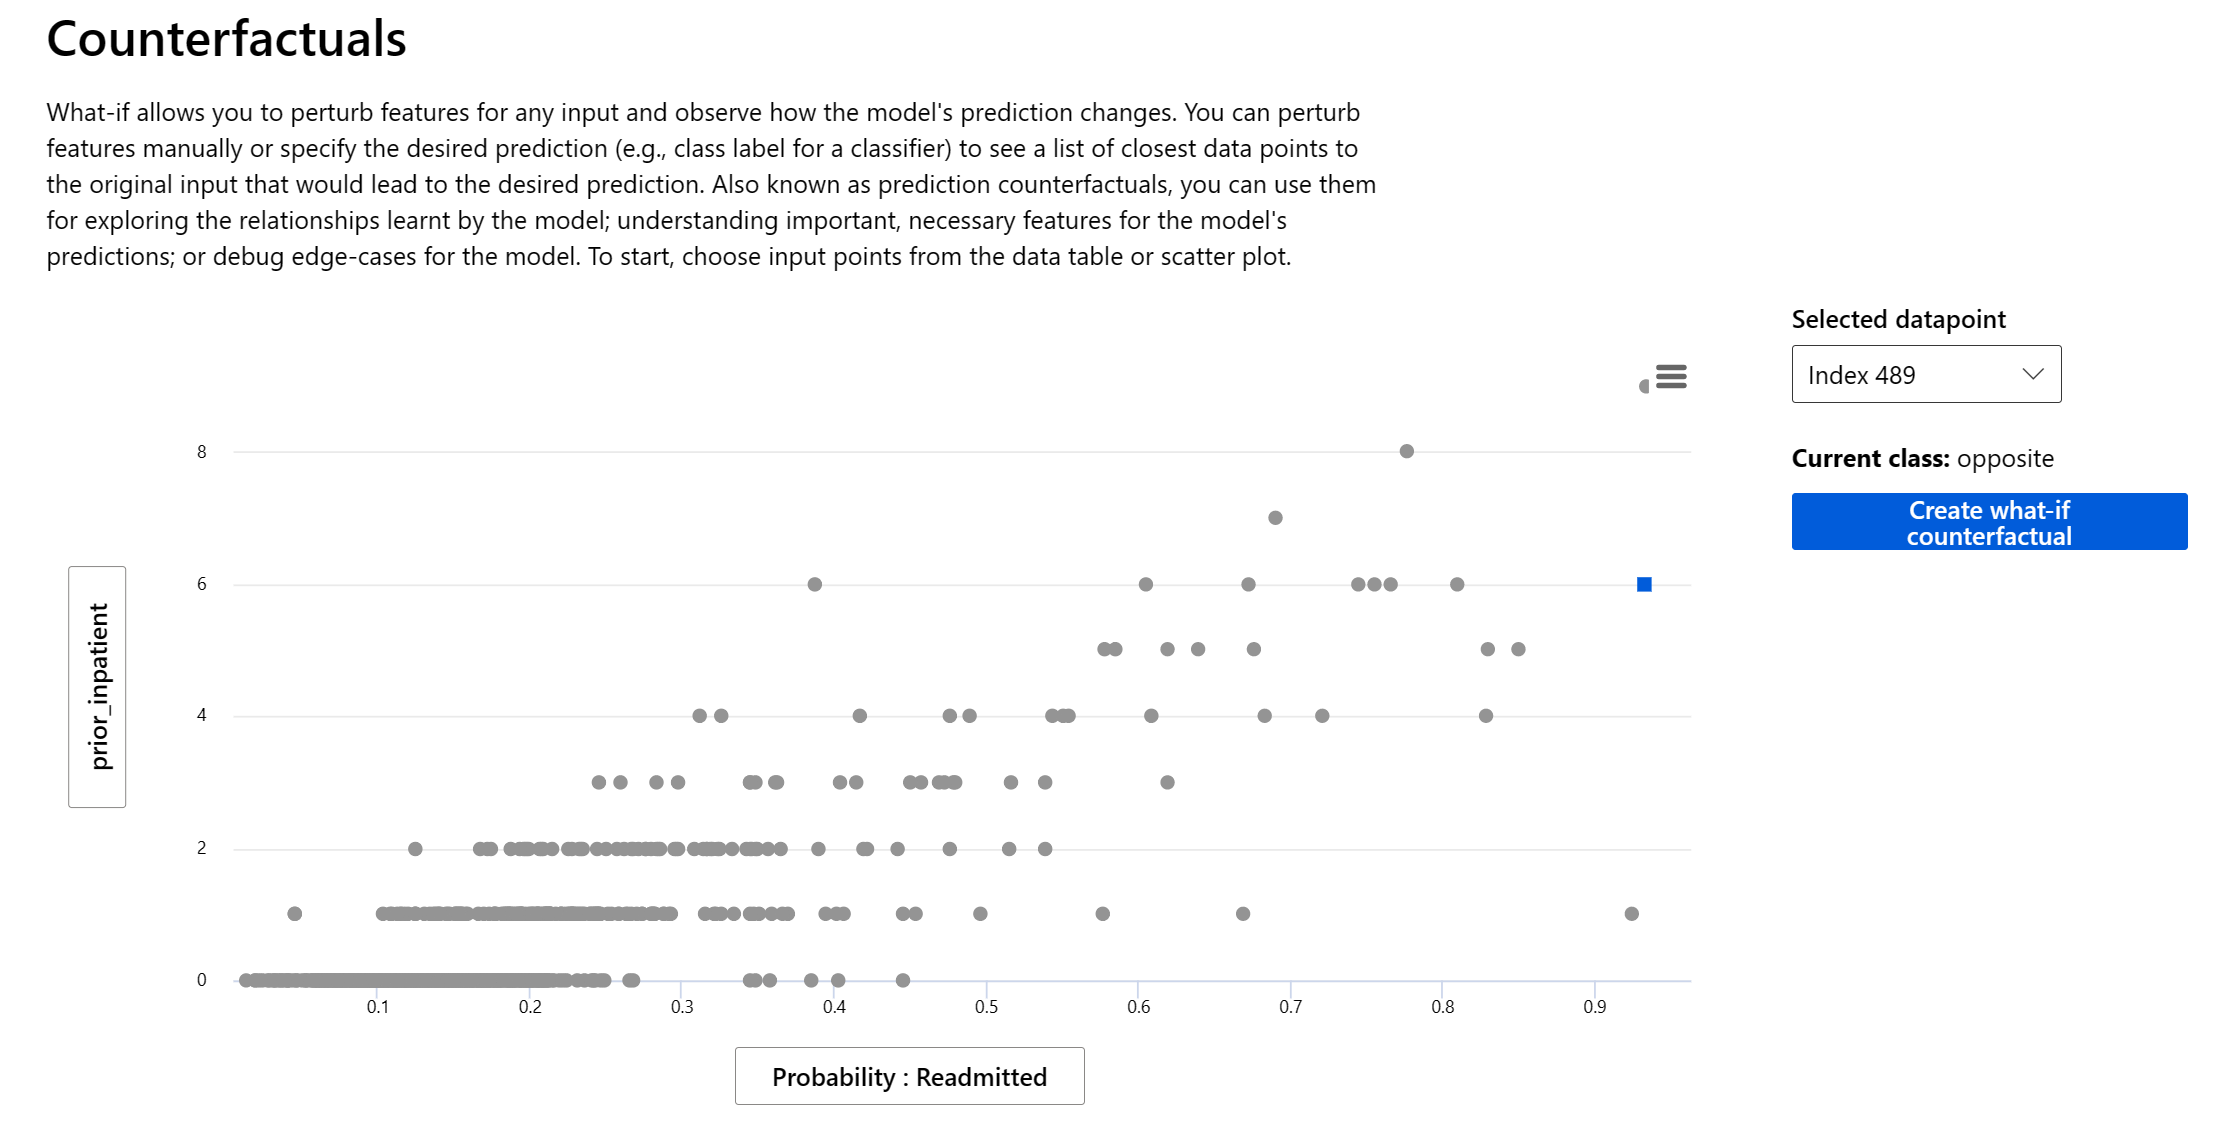 Counterfactuals
What-if allows you to perturb features for any input and observe how the model's prediction changes. You can perturb
features manually or specify the desired prediction (e.g., class label for a classifier) to see a list of closest data points to
the original input that would lead to the desired prediction. Also known as prediction counterfactuals, you can use them
for exploring the relationships learnt by the model; understanding important, necessary features for the model's
predictions; or debug edge-cases for the model. To start, choose input points from the data table or scatter plot.
Selected datapoint
Index 489
Current class: opposite
Create what-if
counterfactual
prior_inpatient
8
6
4
2
0
0.1 0.2 0.3 0.4 0.5 0.6 0.7 0.8 0.9
Probability : Readmitted